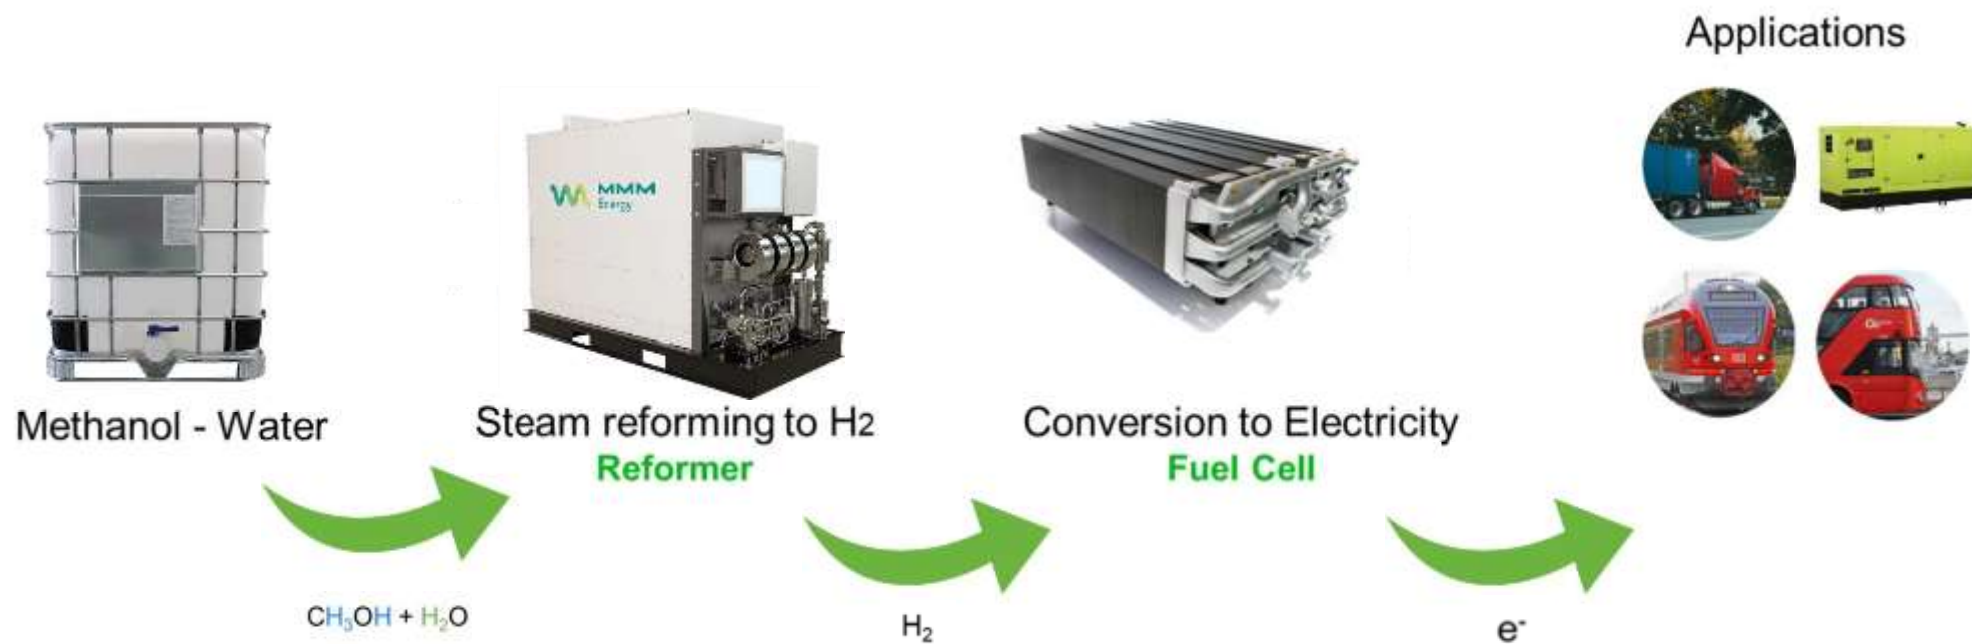 Applications
MMM
Energy
Methanol - Water
Steam reforming to H2
Reformer
Conversion to Electricity
Fuel Cell
CH₃OH + H₂O
H₂
e⁻